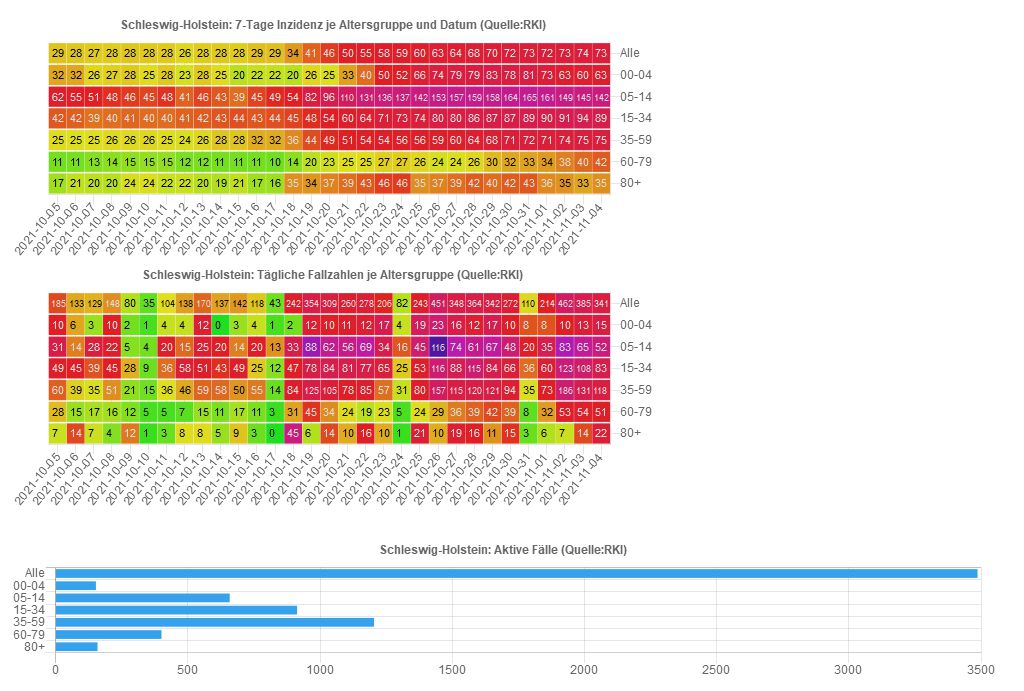 Schleswig-Holstein: 7-Tage Inzidenz je Altersgruppe und Datum (Quelle:RKI)
29 28 27 28 28 28 28 26 28 28 28 29 29 34 41 46 50 55 58 59 60 63 64 68 70 72 73 72 73 74 73 Alle
32 32 26 27 28 25 28 23 28 25 20 22 22 20 26 25 33 40 50 52 66 74 79 79 83 78 81 73 63 60 63 00-04
62 55 51 48 46 45 48 41 46 43 39 45 49 54 82 96 110 131 136 137 142 153 157 159 158 164 165 161 149 145 142 05-14
42 42 39 40 41 40 40 41 42 43 44 43 44 45 48 54 60 64 71 73 74 80 80 86 87 87 89 90 91 94 89 15-34
25 25 25 25 26 26 25 24 26 28 28 32 32 36 44 49 51 54 54 56 56 59 60 64 68 71 72 71 74 75 75 35-59
11 11 13 14 15 15 15 12 12 11 11 11 10 14 20 23 25 25 27 27 26 24 24 26 30 32 33 34 38 40 42 60-79
17 21 20 20 24 24 22 22 20 19 21 17 16 35 34 37 39 43 46 46 35 37 39 42 40 42 43 36 35 33 35 80+
2021-10-05 2021-10-06 2021-10-07 2021-10-08 2021-10-09 2021-10-10 2021-10-11 2021-10-12 2021-10-13 2021-10-14 2021-10-15 2021-10-16 2021-10-17 2021-10-18 2021-10-19 2021-10-20 2021-10-21 2021-10-22 2021-10-23 2021-10-24 2021-10-25 2021-10-26 2021-10-27 2021-10-28 2021-10-29 2021-10-30 2021-10-31 2021-11-01 2021-11-02 2021-11-03 2021-11-04
Schleswig-Holstein: Tägliche Fallzahlen je Altersgruppe (Quelle:RKI)
185 133 129 148 80 35 104 138 170 137 142 118 43 242 354 309 260 278 206 82 243 451 348 364 342 272 110 214 462 385 341 Alle
10 6 3 10 2 1 4 4 12 0 3 4 1 2 12 10 11 12 17 4 19 23 16 12 17 10 8 8 10 13 15 00-04
31 14 28 22 5 4 20 15 25 20 14 20 13 33 88 62 56 69 34 16 45 116 74 61 67 48 20 35 83 65 52 05-14
49 45 39 45 28 9 36 58 51 43 49 25 12 47 78 84 81 77 65 25 53 116 88 115 84 66 36 60 123 108 83 15-34
60 39 35 51 21 15 36 46 59 58 50 55 14 84 125 105 78 85 57 31 80 157 115 120 121 94 35 73 186 131 118 35-59
28 15 17 16 12 5 5 7 15 11 17 11 3 31 45 34 24 19 23 5 24 29 36 39 42 39 8 32 53 54 51 60-79
7 14 7 4 12 1 3 8 8 5 9 3 0 45 6 14 10 16 10 1 21 10 19 16 11 15 3 6 7 14 22 80+
2021-10-05 2021-10-06 2021-10-07 2021-10-08 2021-10-09 2021-10-10 2021-10-11 2021-10-12 2021-10-13 2021-10-14 2021-10-15 2021-10-16 2021-10-17 2021-10-18 2021-10-19 2021-10-20 2021-10-21 2021-10-22 2021-10-23 2021-10-24 2021-10-25 2021-10-26 2021-10-27 2021-10-28 2021-10-29 2021-10-30 2021-10-31 2021-11-01 2021-11-02 2021-11-03 2021-11-04
Schleswig-Holstein: Aktive Fälle (Quelle:RKI)
Alle
00-04
05-14
15-34
35-59
60-79
80+
0 500 1000 1500 2000 2500 3000 3500